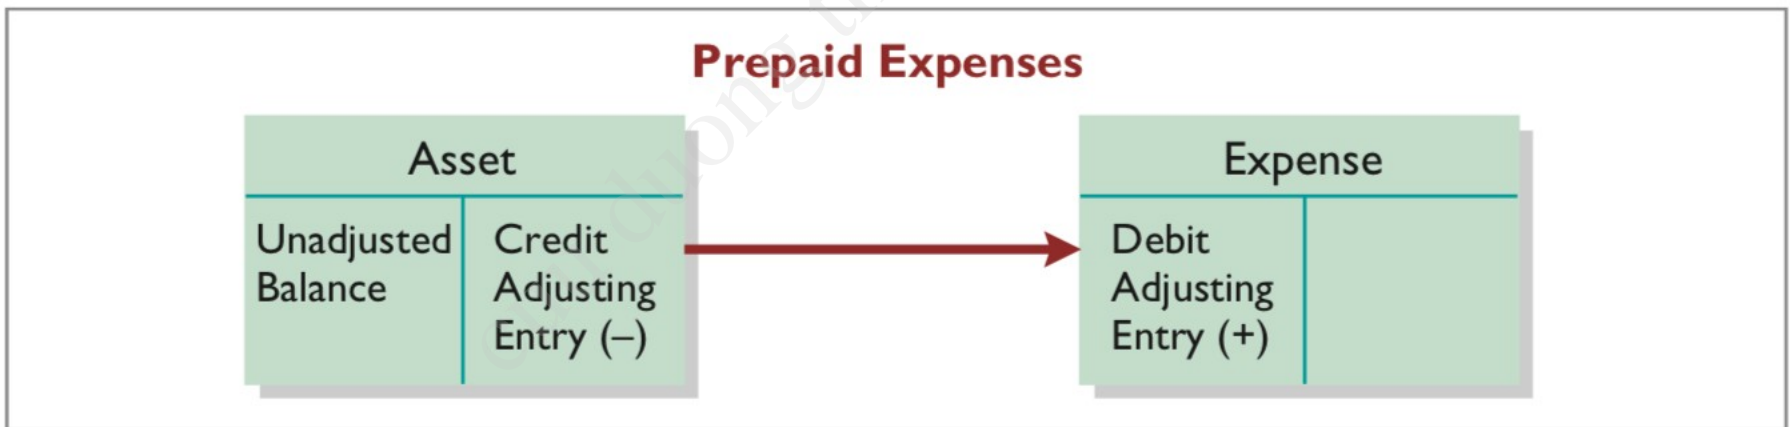 Prepaid Expenses
Asset
Unadjusted
Balance
Credit
Adjusting
Entry (–)
Expense
Debit
Adjusting
Entry (+)